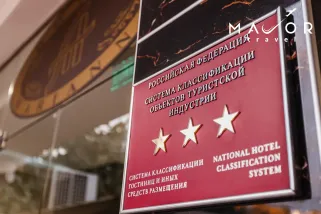 MAJOR
Travel
РОССИЙСКАЯ ФЕДЕРАЦИЯ
СИСТЕМА КЛАССИФИКАЦИИ
ОБЪЕКТОВ ТУРИСТСКОЙ
ИНДУСТРИИ
СИСТЕМА КЛАССИФИКАЦИИ
ГОСТИНИЦ И ИНЫХ
СРЕДСТВ РАЗМЕЩЕНИЯ
NATIONAL HOTEL
CLASSIFICATION
SYSTEM